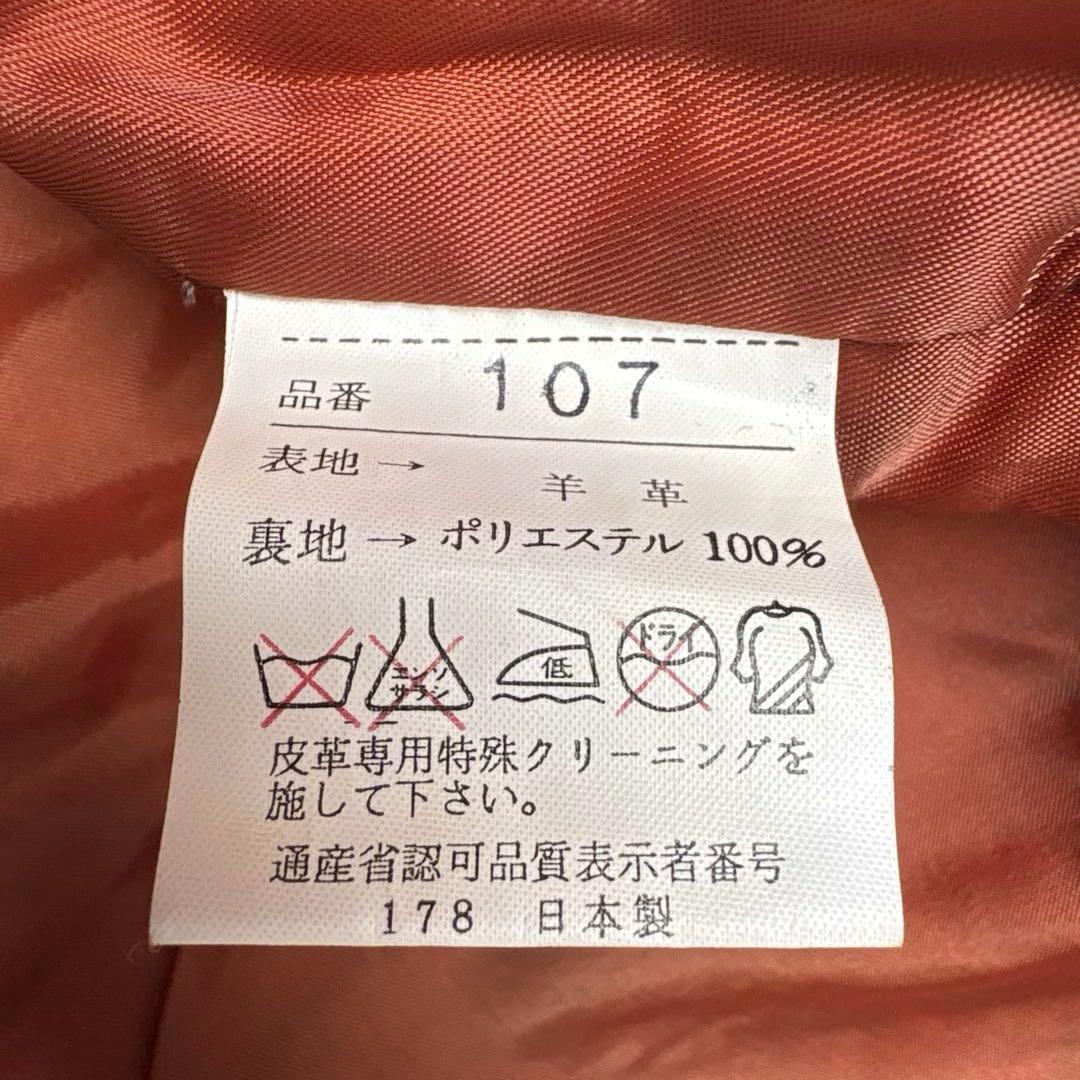 品番 107
表地→ 羊革
裏地→ポリエステル 100%
エンソ サラシ 低 ドライ
皮革専用特殊クリーニングを
施して下さい。
通産省認可品質表示者番号
178 日本製